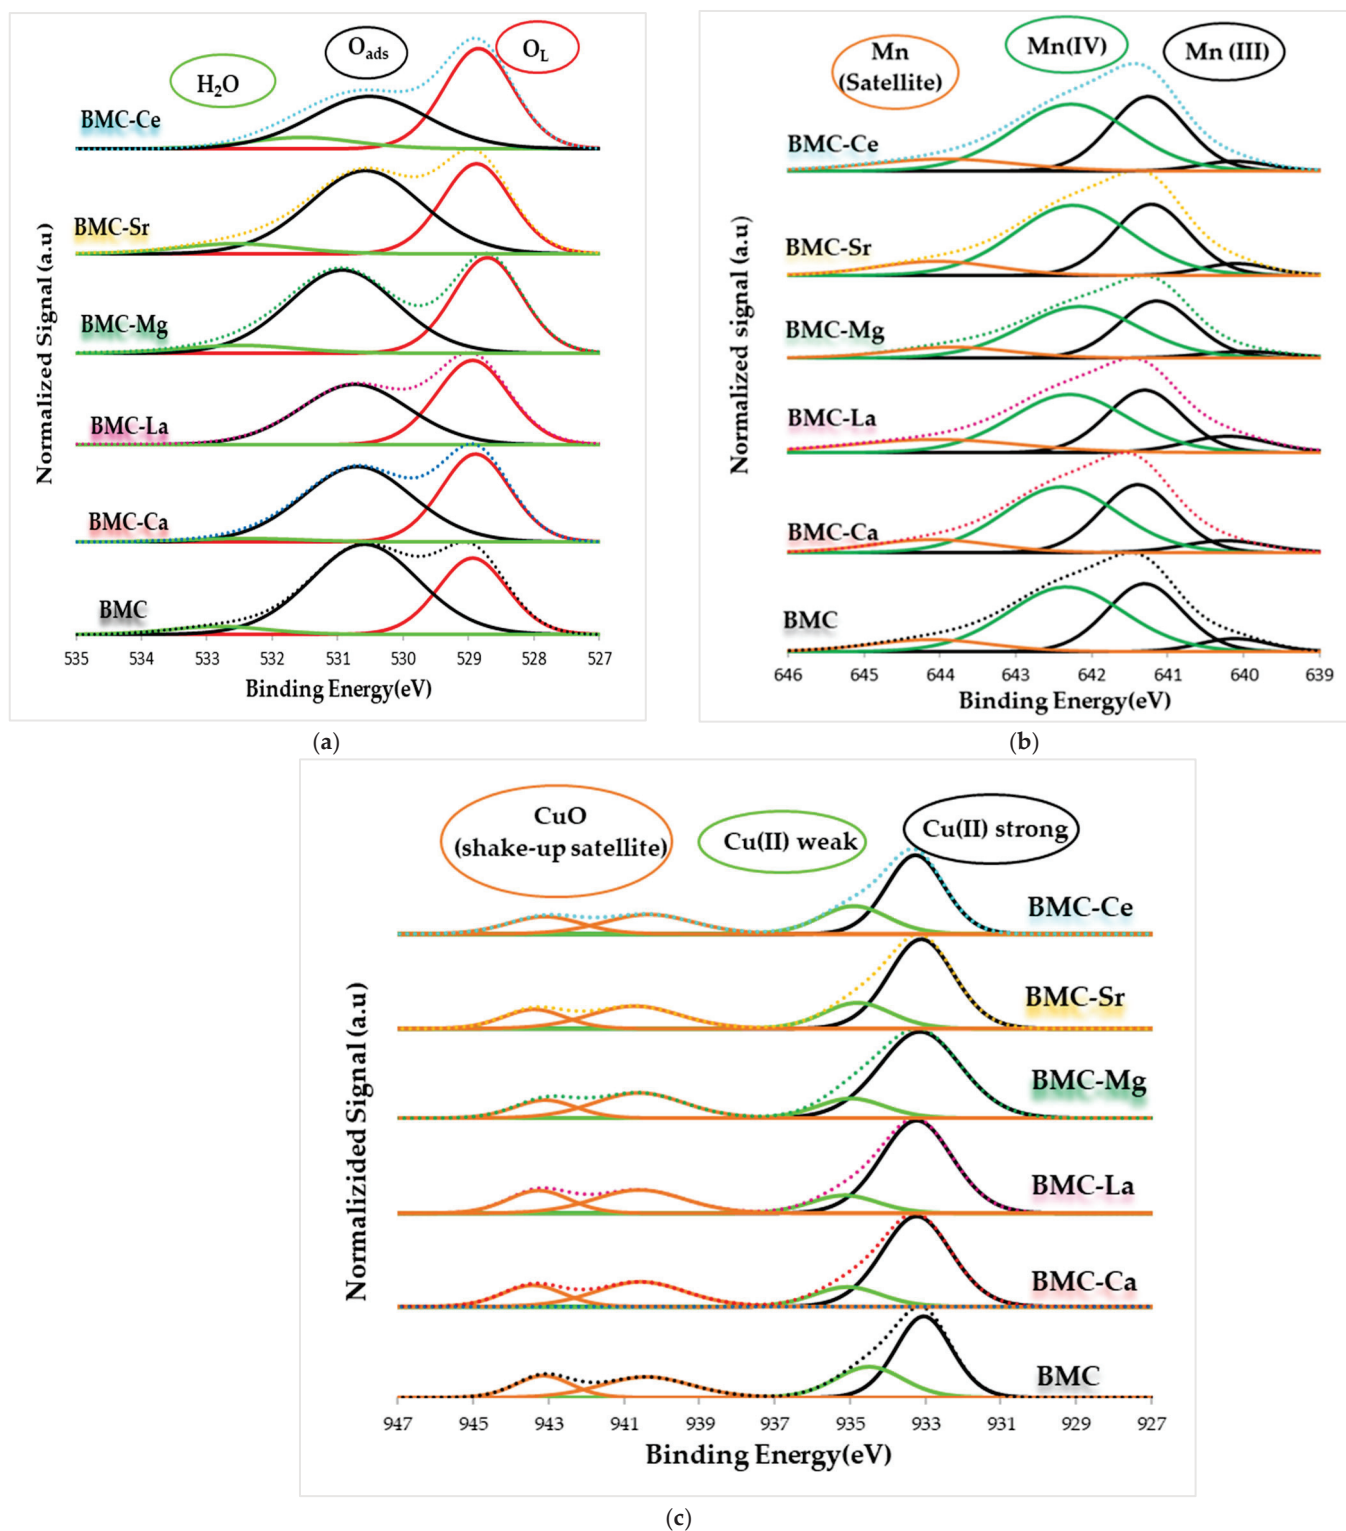 H₂O
Oads
OL
BMC-Ce
BMC-Sr
BMC-Mg
BMC-La
BMC-Ca
BMC
Normalized Signal (a.u)
535 534 533 532 531 530 529 528 527
Binding Energy(eV)
(a)
Mn
(Satellite)
Mn(IV)
Mn (III)
BMC-Ce
BMC-Sr
BMC-Mg
BMC-La
BMC-Ca
BMC
Normalized signal (a.u)
646 645 644 643 642 641 640 639
Binding Energy(eV)
(b)
CuO
(shake-up satellite)
Cu(II) weak
Cu(II) strong
BMC-Ce
BMC-Sr
BMC-Mg
BMC-La
BMC-Ca
BMC
Normalizided Signal (a.u)
947 945 943 941 939 937 935 933 931 929 927
Binding Energy(eV)
(c)